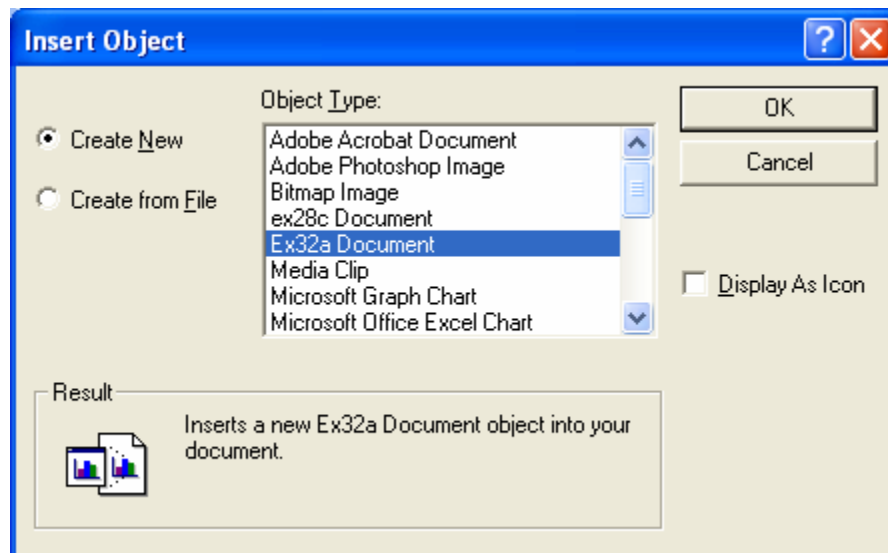 Insert Object
Object Type:
Create New
Create from File
Adobe Acrobat Document
Adobe Photoshop Image
Bitmap Image
ex28c Document
Ex32a Document
Media Clip
Microsoft Graph Chart
Microsoft Office Excel Chart
OK
Cancel
Display As Icon
Result
Inserts a new Ex32a Document object into your
document.